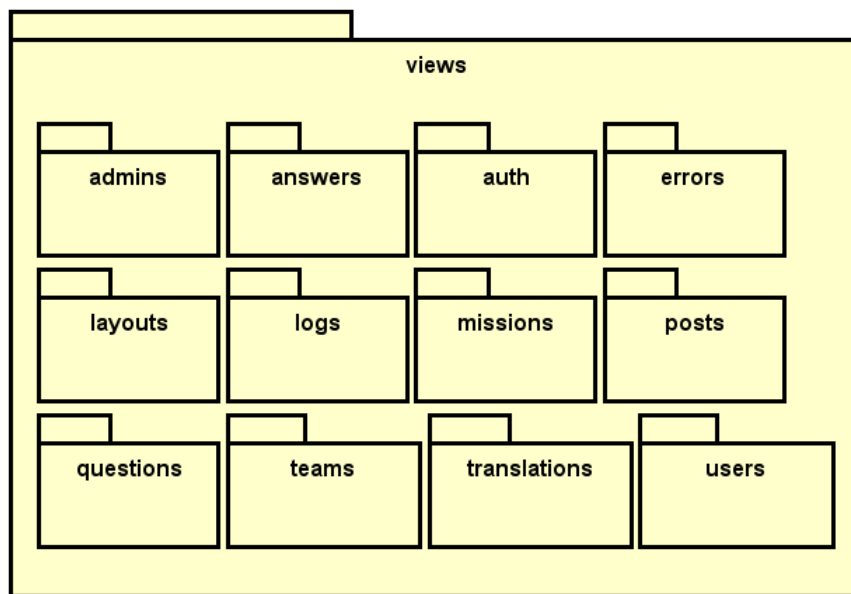 views
admins answers auth errors
layouts logs missions posts
questions teams translations users